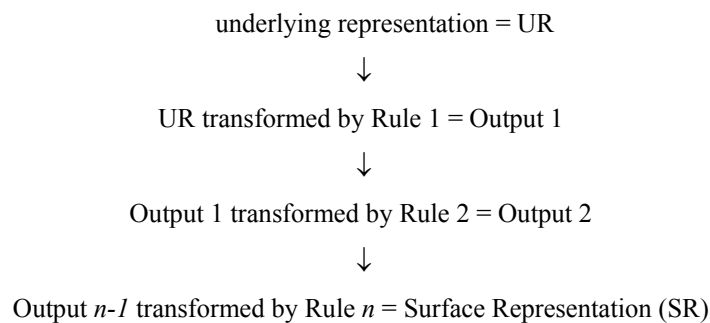 underlying representation = UR
↓
UR transformed by Rule 1 = Output 1
↓
Output 1 transformed by Rule 2 = Output 2
↓
Output n-1 transformed by Rule n = Surface Representation (SR)